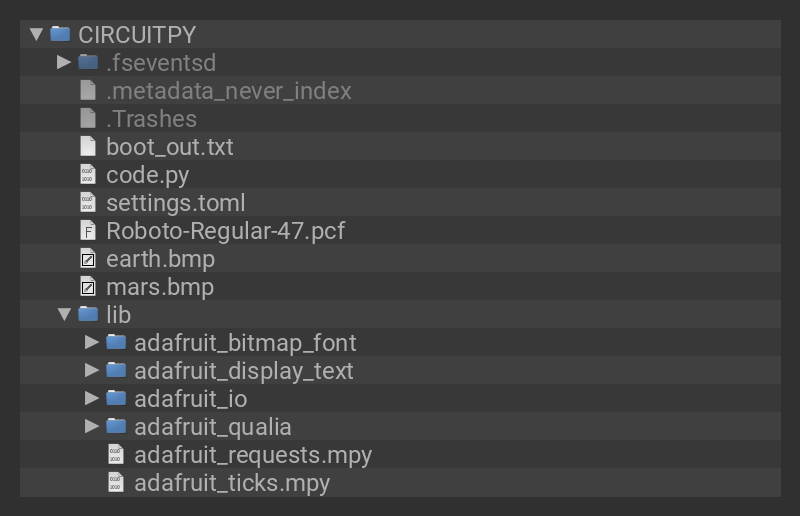 CIRCUITPY
.fseventsd
.metadata_never_index
.Trashes
boot_out.txt
code.py
settings.toml
Roboto-Regular-47.pcf
earth.bmp
mars.bmp
lib
adafruit_bitmap_font
adafruit_display_text
adafruit_io
adafruit_qualia
adafruit_requests.mpy
adafruit_ticks.mpy